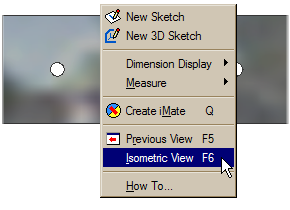 New Sketch
New 3D Sketch
Dimension Display
Measure
Create iMate Q
Previous View F5
Isometric View F6
How To...